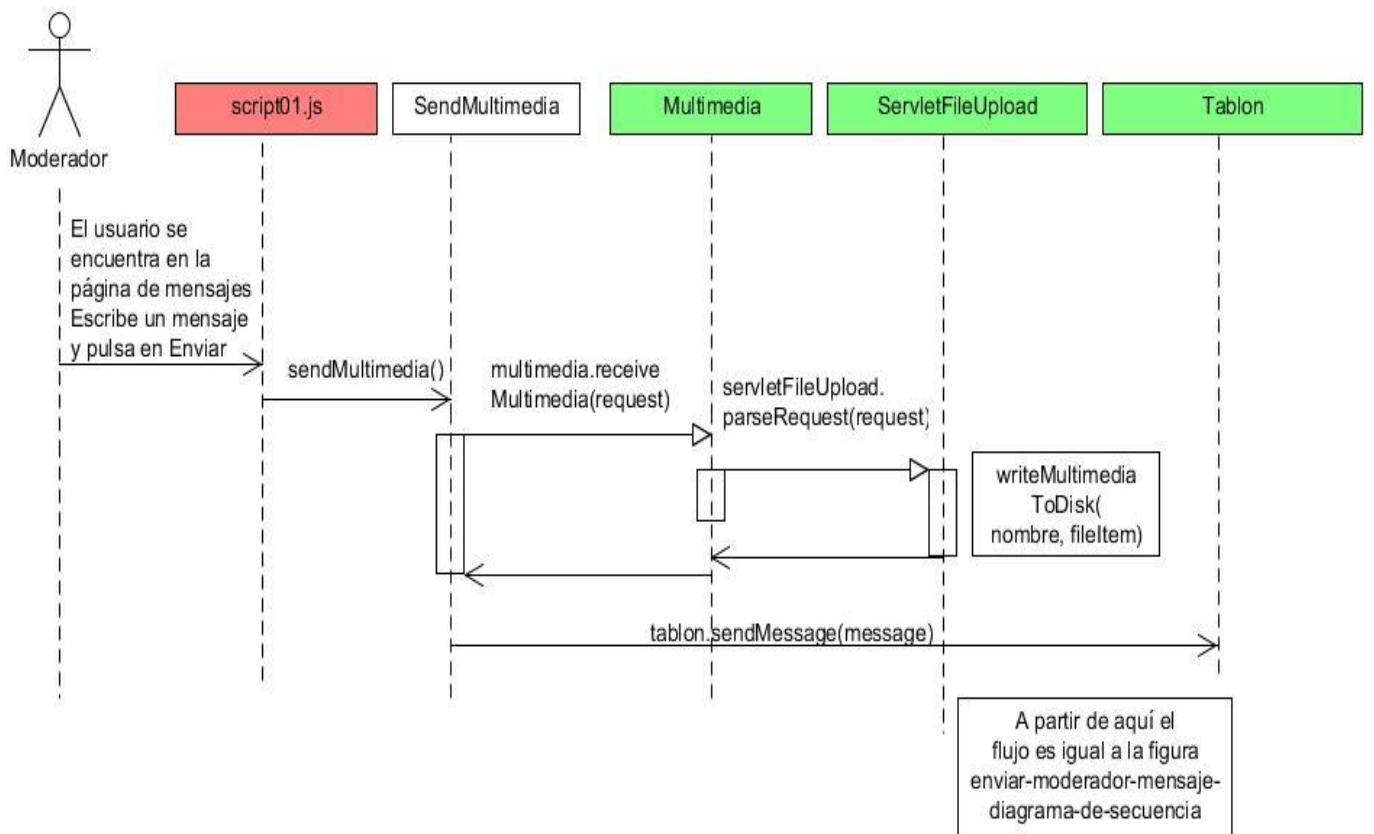 script01.js
SendMultimedia
Multimedia
ServletFileUpload
Tablon
Moderador
El usuario se
encuentra en la
página de mensajes
Escribe un mensaje
y pulsa en Enviar
sendMultimedia()
multimedia.receive
Multimedia(request)
servletFileUpload.
parseRequest(request)
writeMultimedia
ToDisk(
nombre, fileItem)
tablon.sendMessage(message)
A partir de aquí el
flujo es igual a la figura
enviar-moderador-mensaje-
diagrama-de-secuencia